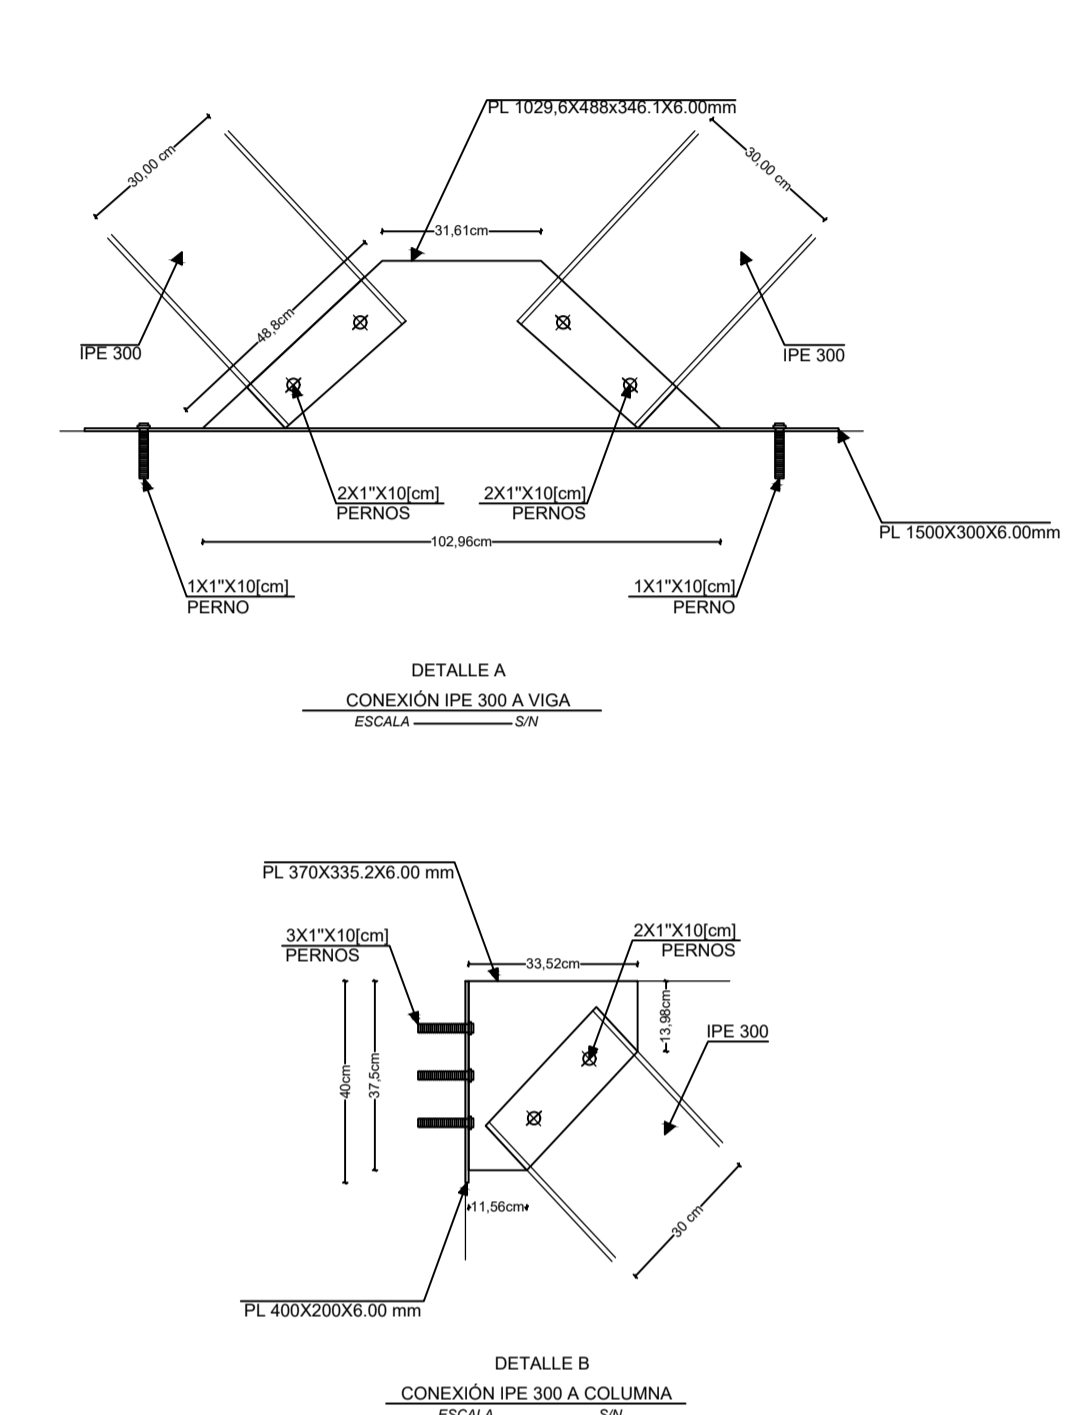 PL 1029,6X488x346.1X6.00mm
30,00 cm
30,00 cm
31,61cm
48,8cm
IPE 300
IPE 300
2X1"X10[cm]
PERNOS
2X1"X10[cm]
PERNOS
PL 1500X300X6.00mm
102,96cm
1X1"X10[cm]
PERNO
1X1"X10[cm]
PERNO
DETALLE A
CONEXIÓN IPE 300 A VIGA
ESCALA S/N
PL 370X335.2X6.00 mm
3X1"X10[cm]
PERNOS
2X1"X10[cm]
PERNOS
33,52cm
13,98cm
IPE 300
40cm
37,5cm
11,56cm
30 cm
PL 400X200X6.00 mm
DETALLE B
CONEXIÓN IPE 300 A COLUMNA
ESCALA S/N